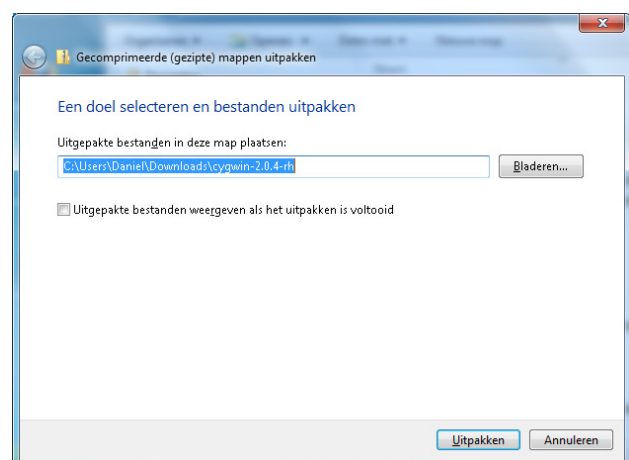 Gecomprimeerde (gezipte) mappen uitpakken
Een doel selecteren en bestanden uitpakken
Uitgepakte bestanden in deze map plaatsen:
C:\Users\Daniel\Downloads\cygwin-2.0.4-rh
Bladeren...
Uitgepakte bestanden weergeven als het uitpakken is voltooid
Uitpakken
Annuleren